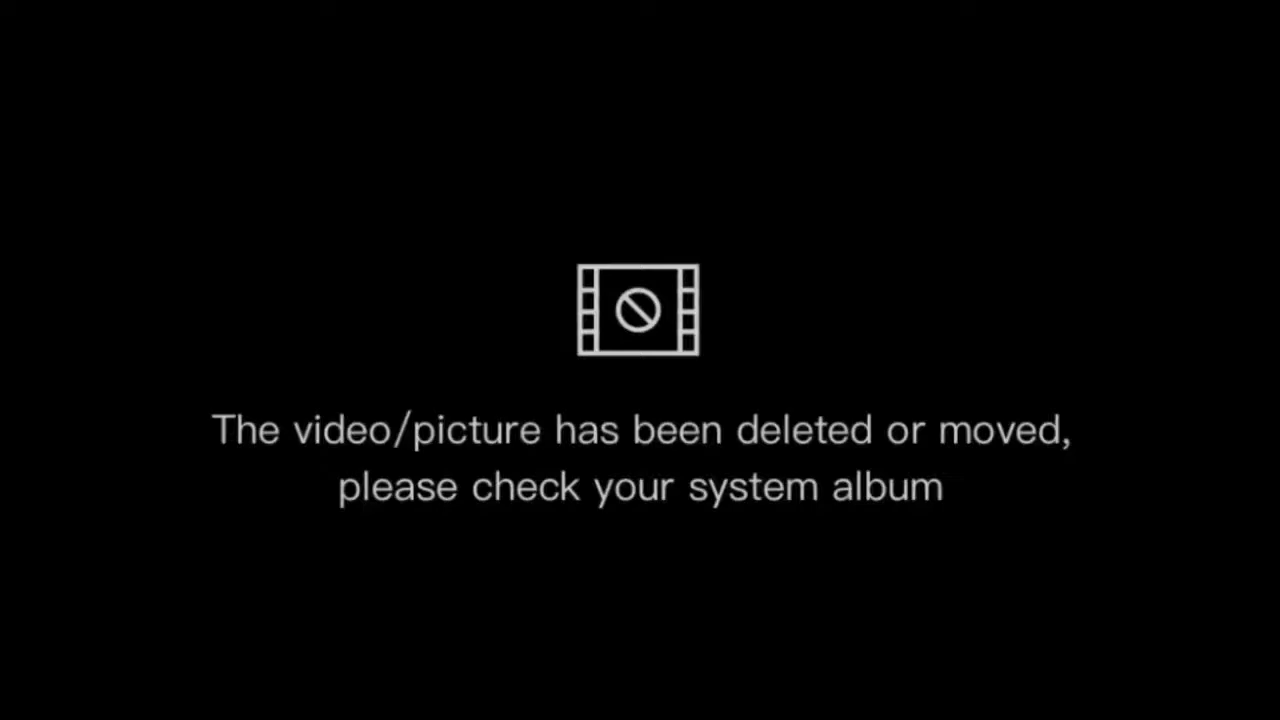 The video/picture has been deleted or moved,
please check your system album